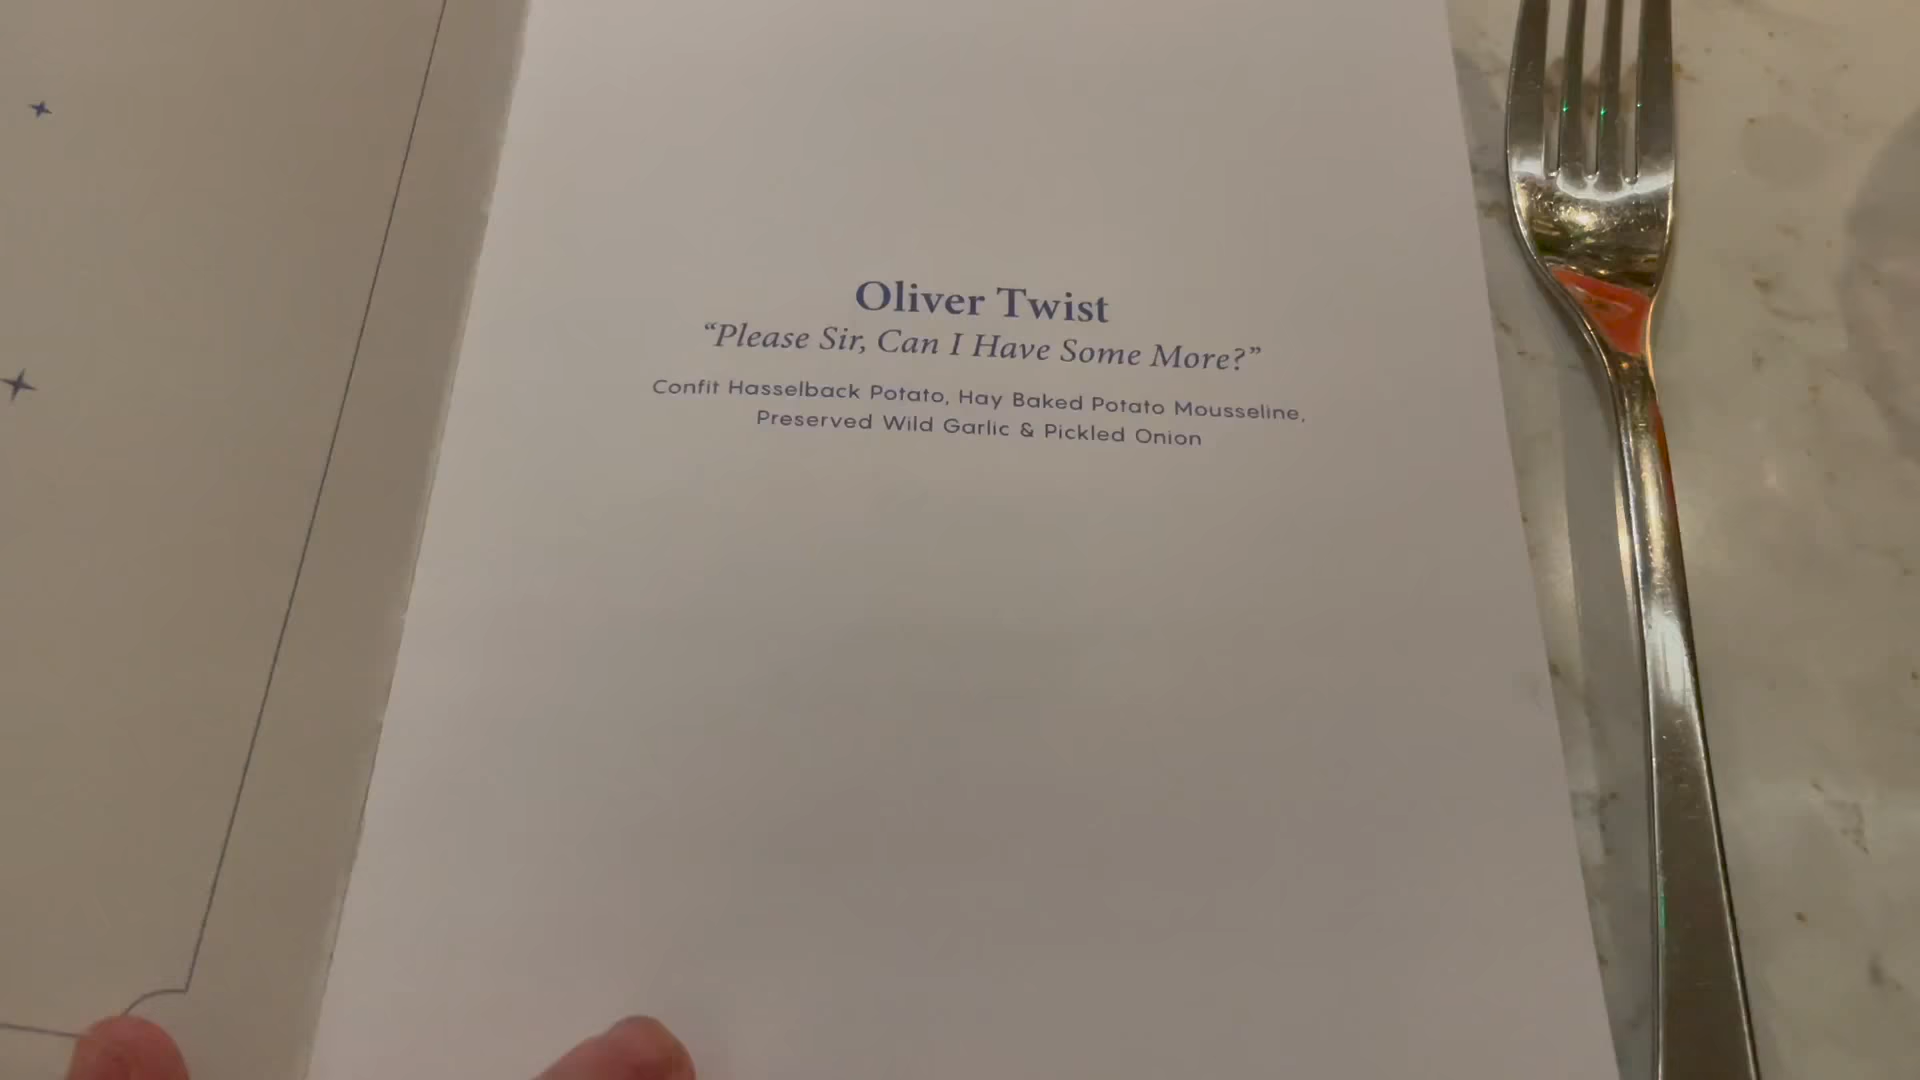 Oliver Twist
“Please Sir, Can I Have Some More?”
Confit Hasselback Potato, Hay Baked Potato Mousseline,
Preserved Wild Garlic & Pickled Onion